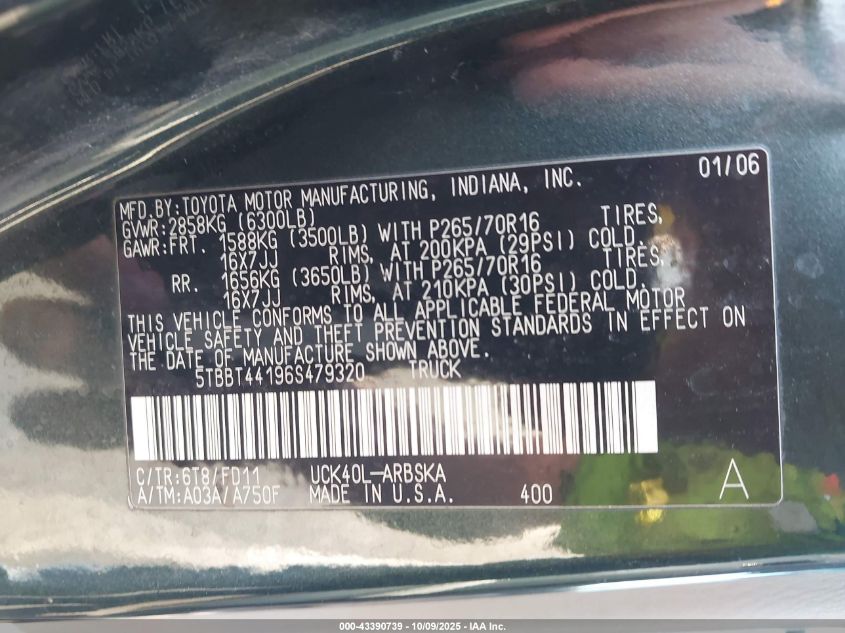 01/06
MFD.BY:TOYOTA MOTOR MANUFACTURING, INDIANA, INC.
GVWR:2858KG (6300LB)
GAWR:FRT. 1588KG (3500LB) WITH P265/70R16 TIRES,
16X7JJ RIMS, AT 200KPA (29PSI) COLD.
RR. 1656KG (3650LB) WITH P265/70R16 TIRES,
16X7JJ RIMS, AT 210KPA (30PSI) COLD.
THIS VEHICLE CONFORMS TO ALL APPLICABLE FEDERAL MOTOR
VEHICLE SAFETY AND THEFT PREVENTION STANDARDS IN EFFECT ON
THE DATE OF MANUFACTURE SHOWN ABOVE.
5TBBT44196S479320 TRUCK
C/TR:6T8/FD11 UCK40L-ARBSKA
A/TM:A03A/A750F MADE IN U.S.A. 400 A
000-43390739 - 10/09/2025 - IAA Inc.